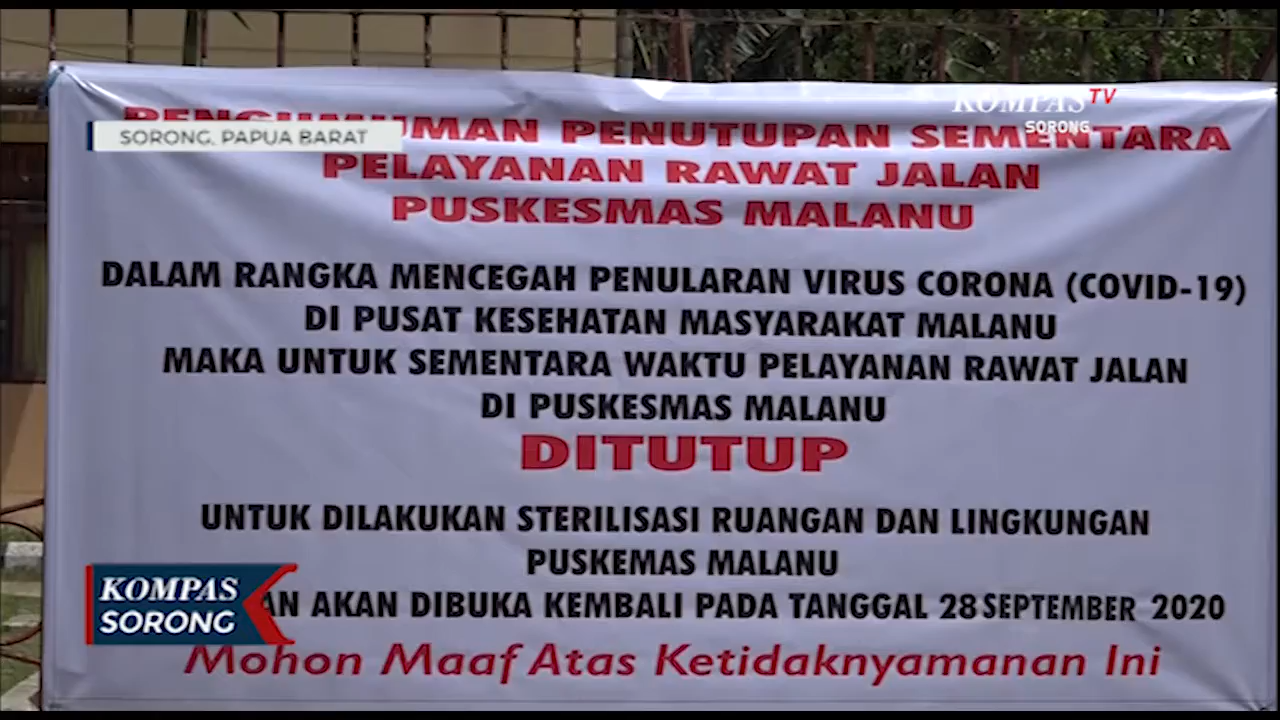 KOMPAS TV
SORONG
SORONG, PAPUA BARAT
PENUTUPAN SEMENTARA
PELAYANAN RAWAT JALAN
PUSKESMAS MALANU
DALAM RANGKA MENCEGAH PENULARAN VIRUS CORONA (COVID-19)
DI PUSAT KESEHATAN MASYARAKAT MALANU
MAKA UNTUK SEMENTARA WAKTU PELAYANAN RAWAT JALAN
DI PUSKESMAS MALANU
DITUTUP
UNTUK DILAKUKAN STERILISASI RUANGAN DAN LINGKUNGAN
PUSKEMAS MALANU
AKAN DIBUKA KEMBALI PADA TANGGAL 28 SEPTEMBER 2020
Mohon Maaf Atas Ketidaknyamanan Ini
KOMPAS
SORONG